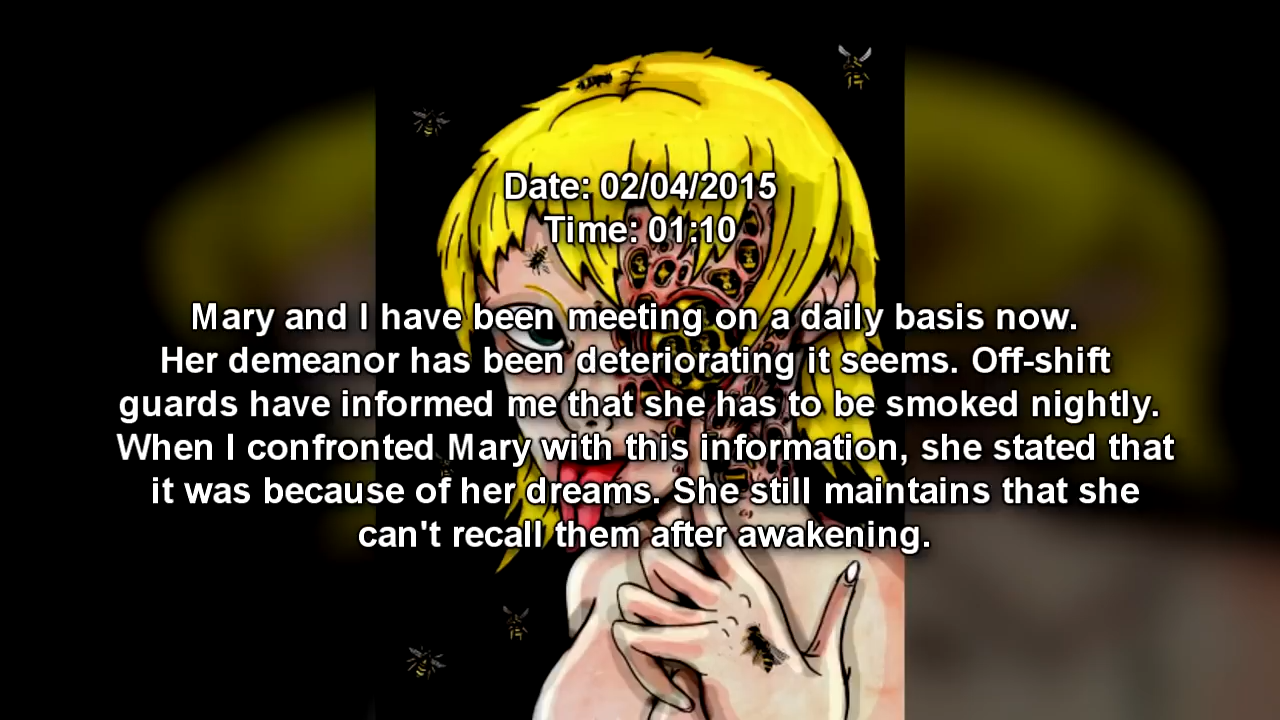 Date: 02/04/2015
Time: 01:10
Mary and I have been meeting on a daily basis now.
Her demeanor has been deteriorating it seems. Off-shift
guards have informed me that she has to be smoked nightly.
When I confronted Mary with this information, she stated that
it was because of her dreams. She still maintains that she
can't recall them after awakening.